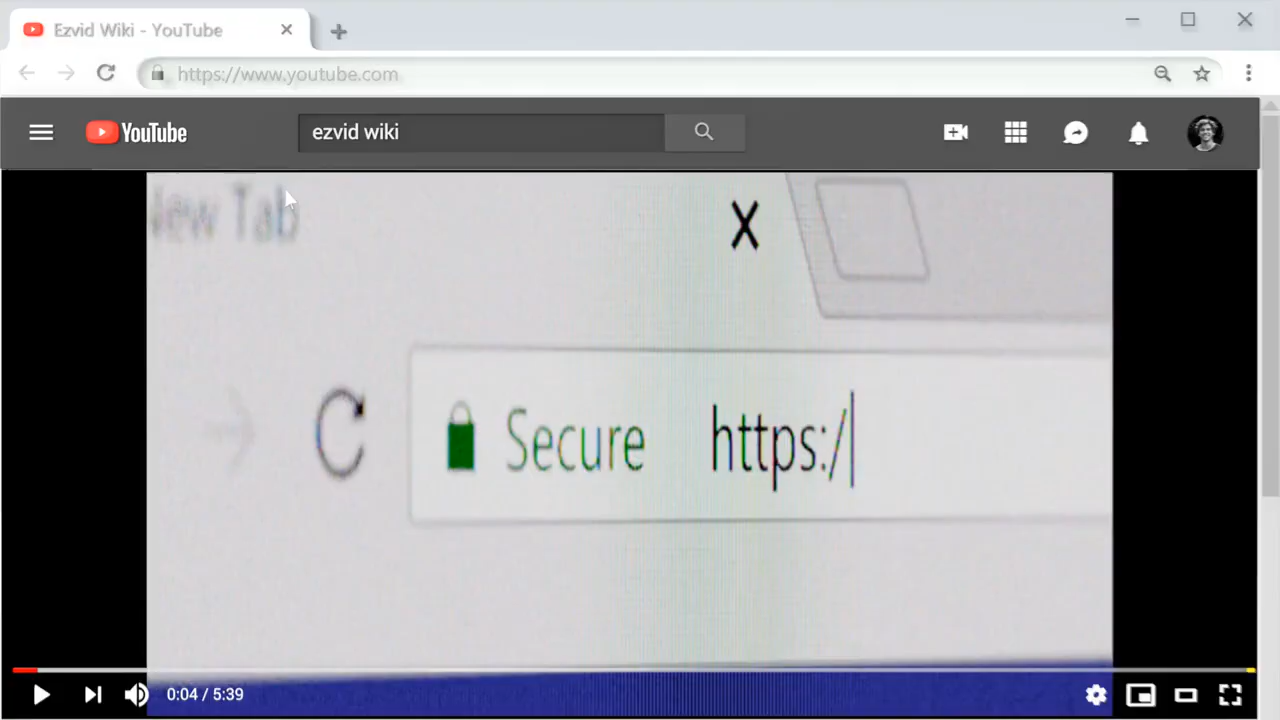 Ezvid Wiki - YouTube
https://www.youtube.com
YouTube
ezvid wiki
New Tab
X
Secure https:/
0:04 / 5:39